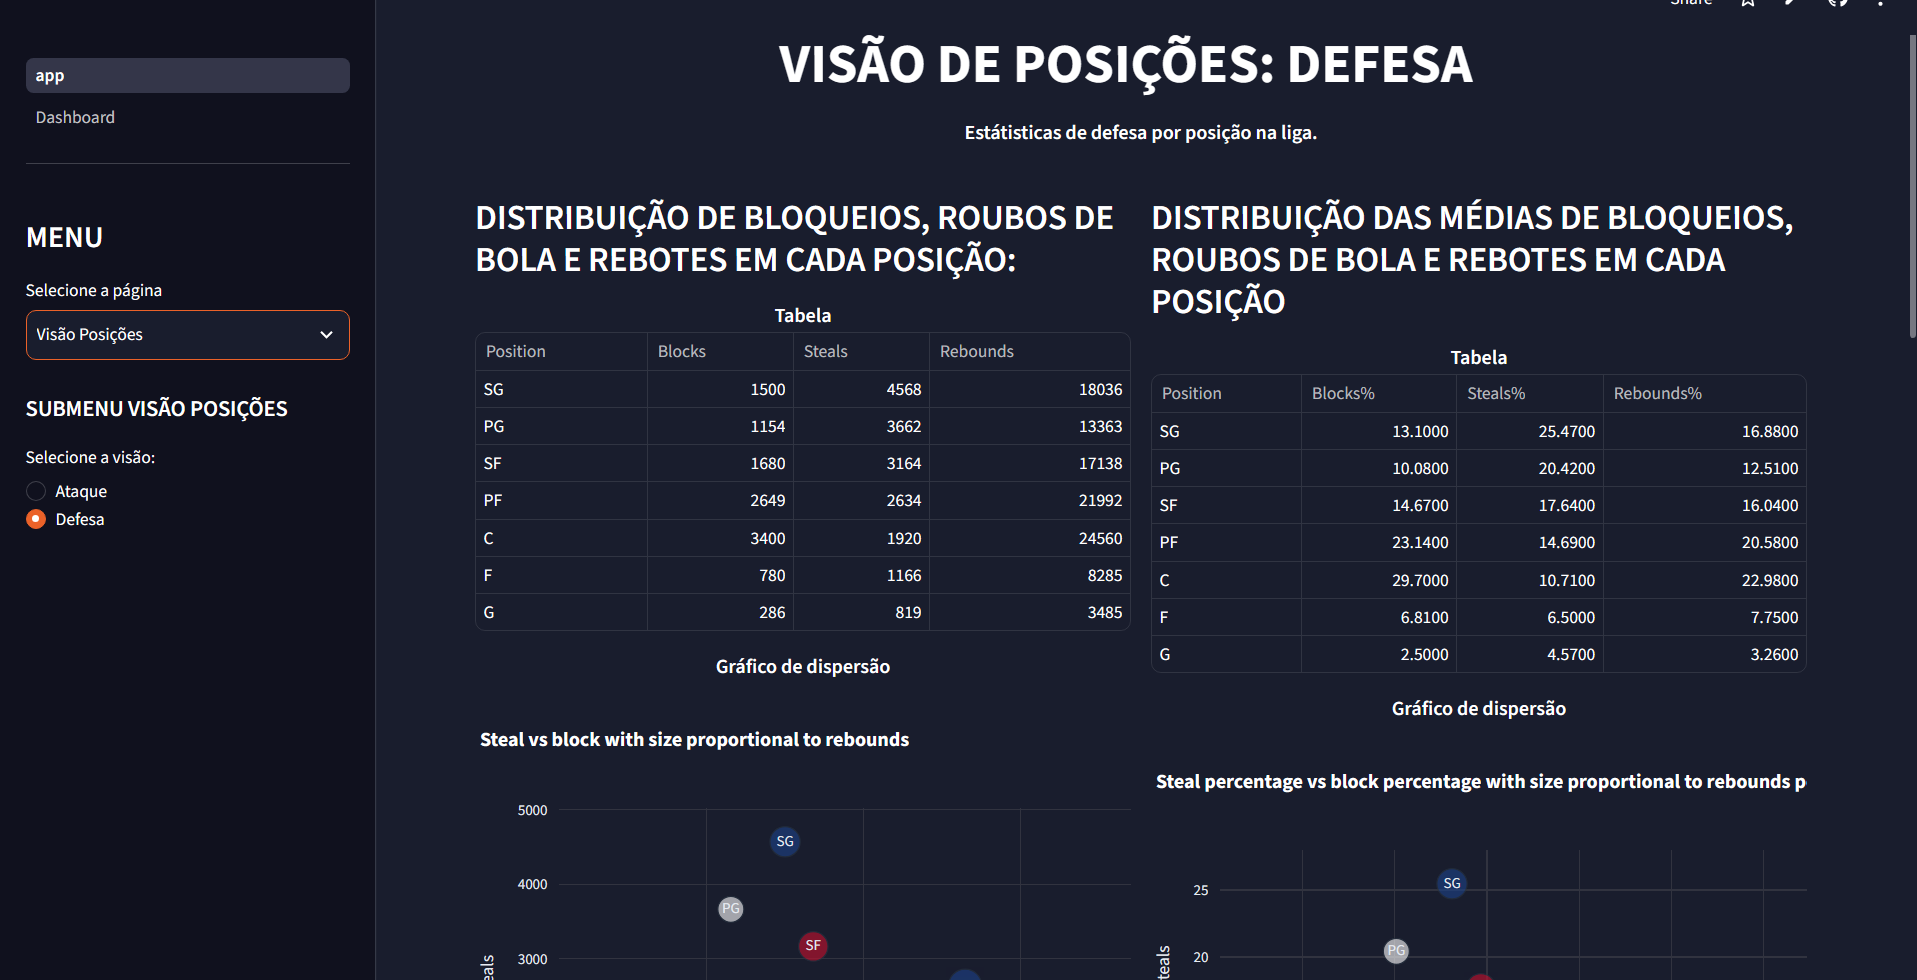 Share
app
Dashboard
MENU
Selecione a página
Visão Posições
SUBMENU VISÃO POSIÇÕES
Selecione a visão:
Ataque
Defesa
VISÃO DE POSIÇÕES: DEFESA
Estátisticas de defesa por posição na liga.
DISTRIBUIÇÃO DE BLOQUEIOS, ROUBOS DE
BOLA E REBOTES EM CADA POSIÇÃO:
Tabela
Position Blocks Steals Rebounds
SG 1500 4568 18036
PG 1154 3662 13363
SF 1680 3164 17138
PF 2649 2634 21992
C 3400 1920 24560
F 780 1166 8285
G 286 819 3485
Gráfico de dispersão
Steal vs block with size proportional to rebounds
5000
SG
4000
PG
SF
3000
DISTRIBUIÇÃO DAS MÉDIAS DE BLOQUEIOS,
ROUBOS DE BOLA E REBOTES EM CADA
POSIÇÃO
Tabela
Position Blocks% Steals% Rebounds%
SG 13.1000 25.4700 16.8800
PG 10.0800 20.4200 12.5100
SF 14.6700 17.6400 16.0400
PF 23.1400 14.6900 20.5800
C 29.7000 10.7100 22.9800
F 6.8100 6.5000 7.7500
G 2.5000 4.5700 3.2600
Gráfico de dispersão
Steal percentage vs block percentage with size proportional to rebounds
SG
25
PG
20